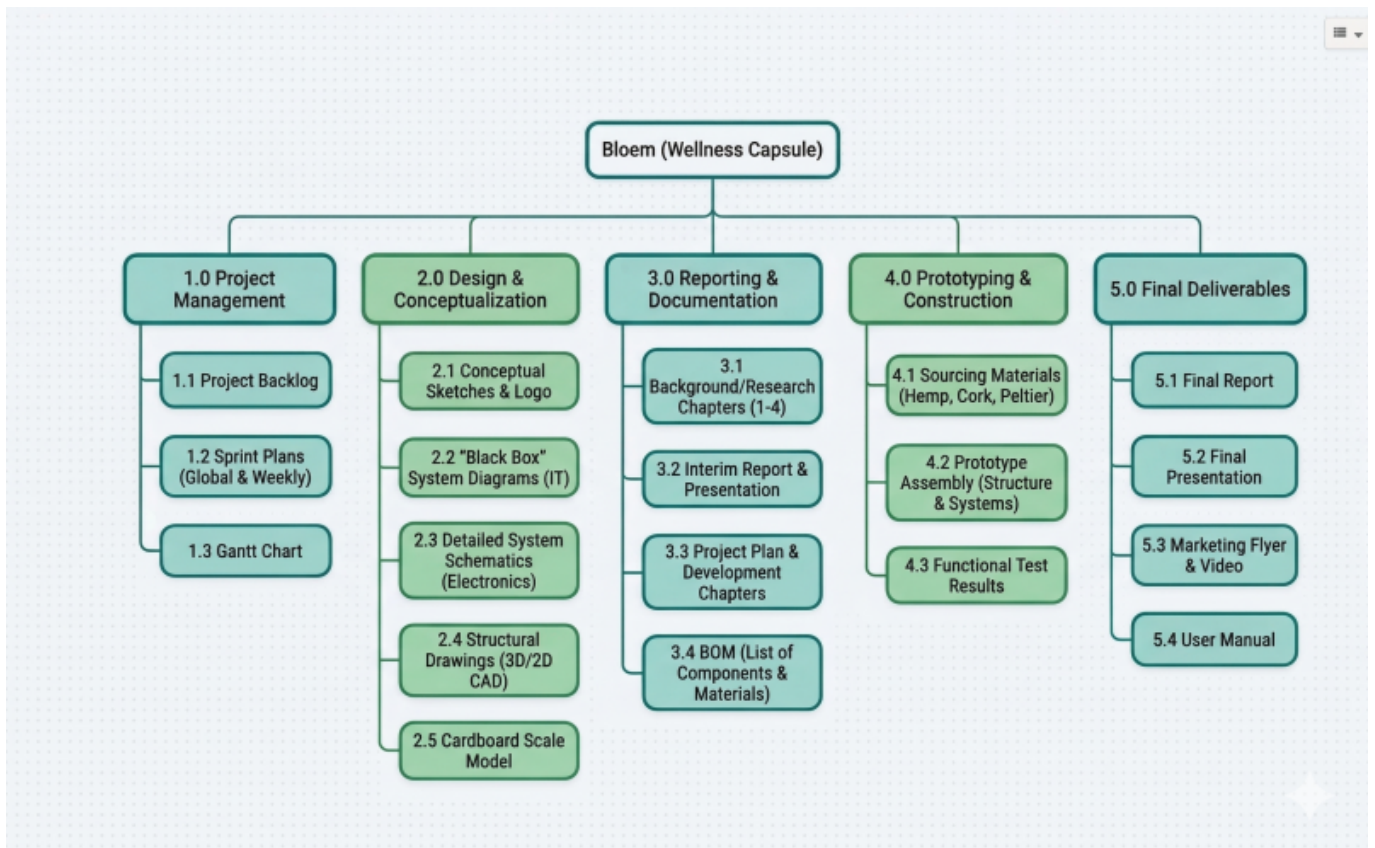 Bloem (Wellness Capsule)
1.0 Project
Management
1.1 Project Backlog
1.2 Sprint Plans
(Global & Weekly)
1.3 Gantt Chart
2.0 Design &
Conceptualization
2.1 Conceptual
Sketches & Logo
2.2 "Black Box"
System Diagrams (IT)
2.3 Detailed System
Schematics
(Electronics)
2.4 Structural
Drawings (3D/2D
CAD)
2.5 Cardboard Scale
Model
3.0 Reporting &
Documentation
3.1
Background/Research
Chapters (1-4)
3.2 Interim Report &
Presentation
3.3 Project Plan &
Development
Chapters
3.4 BOM (List of
Components &
Materials)
4.0 Prototyping &
Construction
4.1 Sourcing Materials
(Hemp, Cork, Peltier)
4.2 Prototype
Assembly (Structure
& Systems)
4.3 Functional Test
Results
5.0 Final Deliverables
5.1 Final Report
5.2 Final
Presentation
5.3 Marketing Flyer
& Video
5.4 User Manual